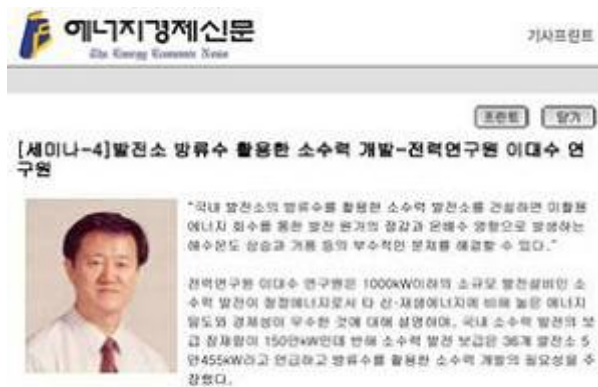 에너지경제신문
The Energy Economic News
기사프린트
프린트 닫기
[세미나-4]발전소 방류수 활용한 소수력 개발-전력연구원 이대수 연
구원
"국내 발전소의 방류수를 활용한 소수력 발전소를 건설하면 미활용
에너지 회수를 통한 발전 원가의 절감과 온배수 영향으로 발생하는
해수온도 상승과 거품 등의 부수적인 문제를 해결할 수 있다."
전력연구원 이대수 연구원은 1000kW이하의 소규모 발전설비인 소
수력 발전이 청정에너지로서 타 신·재생에너지에 비해 높은 에너지
밀도와 경제성이 우수한 것에 대해 설명하며, 국내 소수력 발전의 보
급 잠재량이 150만kW인데 반해 소수력 발전 보급은 36개 발전소 5
만455kW라고 언급하고 방류수를 활용한 소수력 개발의 필요성을 주
장했다.